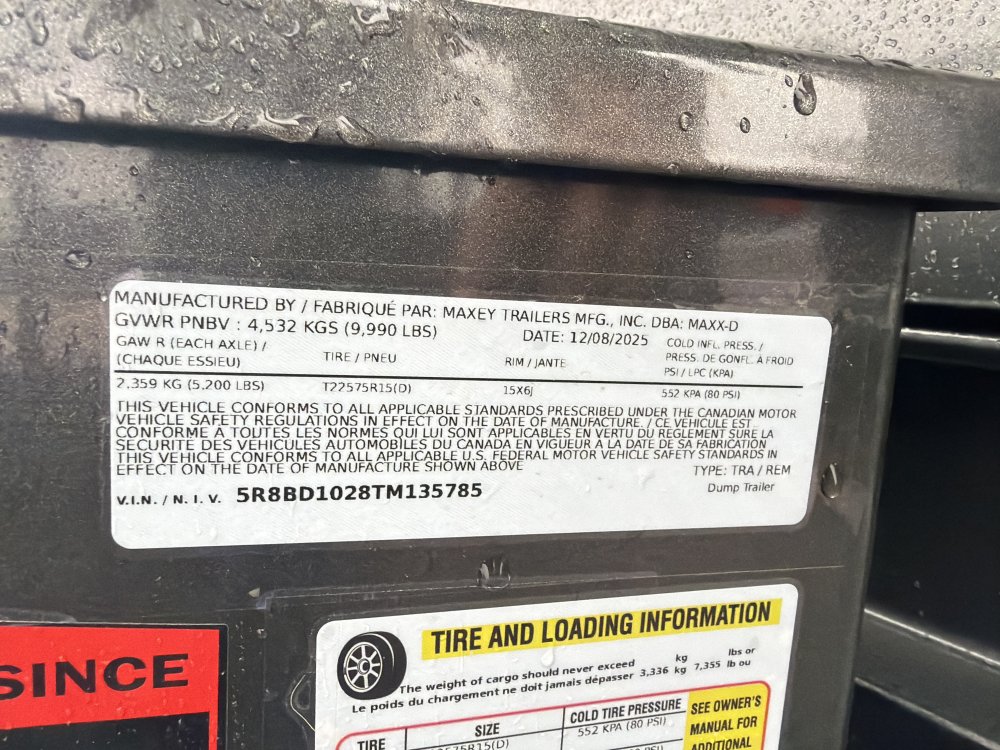 MANUFACTURED BY / FABRIQUÉ PAR: MAXEY TRAILERS MFG., INC. DBA: MAXX-D
GVWR PNBV : 4,532 KGS (9,990 LBS) DATE: 12/08/2025
GAW R (EACH AXLE) / (CHAQUE ESSIEU) TIRE / PNEU RIM / JANTE COLD INFL. PRESS. / PRESS. DE GONFL. A FROID PSI / LPC (KPA)
2.359 KG (5,200 LBS) T22575R15(D) 15X6J 552 KPA (80 PSI)
THIS VEHICLE CONFORMS TO ALL APPLICABLE STANDARDS PRESCRIBED UNDER THE CANADIAN MOTOR
VEHICLE SAFETY REGULATIONS IN EFFECT ON THE DATE OF MANUFACTURE. / CE VEHICULE EST
CONFORME A TOUTES LES NORMES QUI LUI SONT APPLICABLES EN VERTU DU REGLEMENT SURE LA
SECURITE DES VEHICULES AUTOMOBILES DU CANADA EN VIGUEUR A LA DATE DE SA FABRICATION
THIS VEHICLE CONFORMS TO ALL APPLICABLE U.S. FEDERAL MOTOR VEHICLE SAFETY STANDARDS IN
EFFECT ON THE DATE OF MANUFACTURE SHOWN ABOVE
TYPE: TRA / REM
V.I.N. / N. I. V. 5R8BD1028TM135785 Dump Trailer
SINCE
TIRE AND LOADING INFORMATION
The weight of cargo should never exceed kg lbs or
Le poids du chargement ne doit jamais dépasser 3,336 kg 7,355 lb ou
TIRE SIZE COLD TIRE PRESSURE SEE OWNER'S
575R15(D) 552 KPA (80 PSI) MANUAL FOR
ADDITIONAL